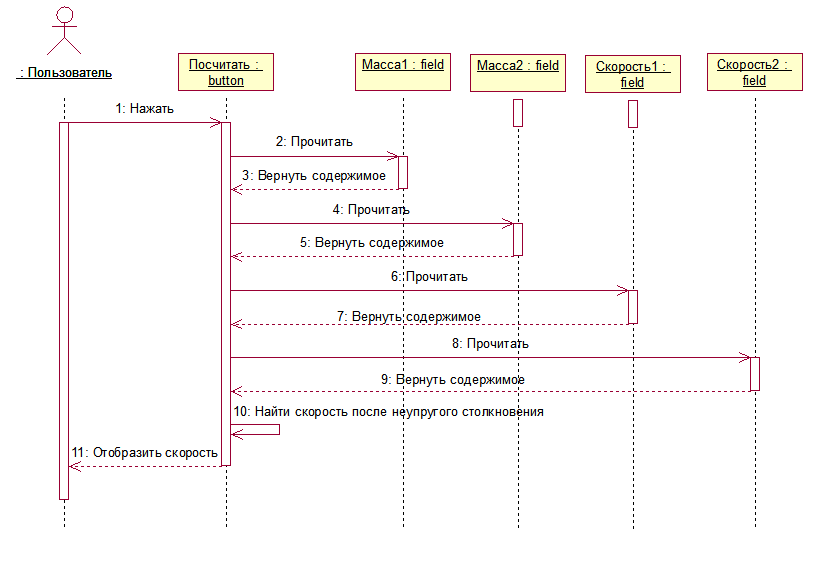 : Пользователь
Посчитать :
button
Масса1 : field
Масса2 : field
Скорость1 :
field
Скорость2 :
field
1: Нажать
2: Прочитать
3: Вернуть содержимое
4: Прочитать
5: Вернуть содержимое
6: Прочитать
7: Вернуть содержимое
8: Прочитать
9: Вернуть содержимое
10: Найти скорость после неупругого столкновения
11: Отобразить скорость